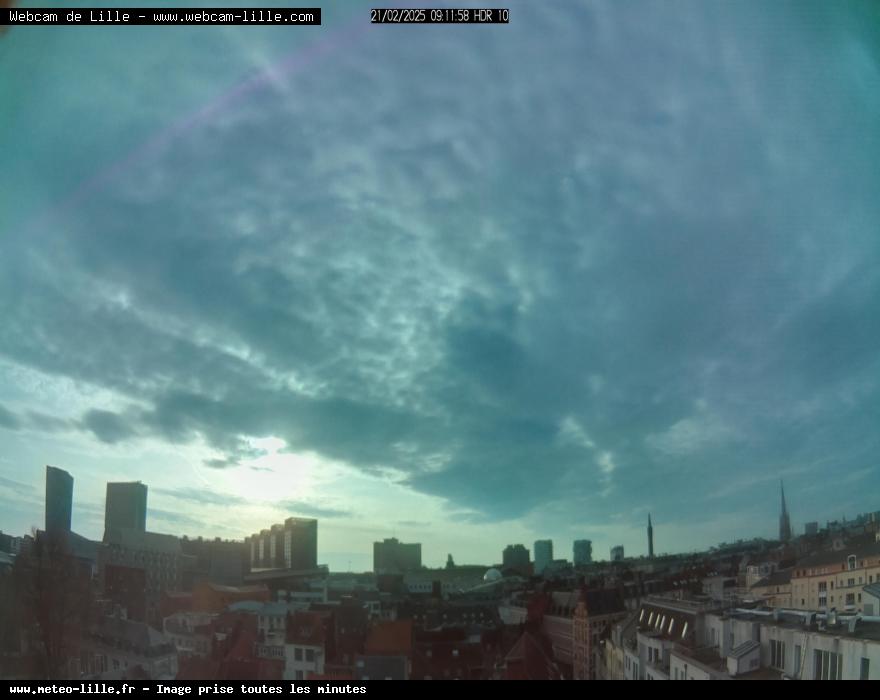 Webcam de Lille - www.webcam-lille.com
21/02/2025 09:11:58 HDR 10
www.meteo-lille.fr - Image prise toutes les minutes